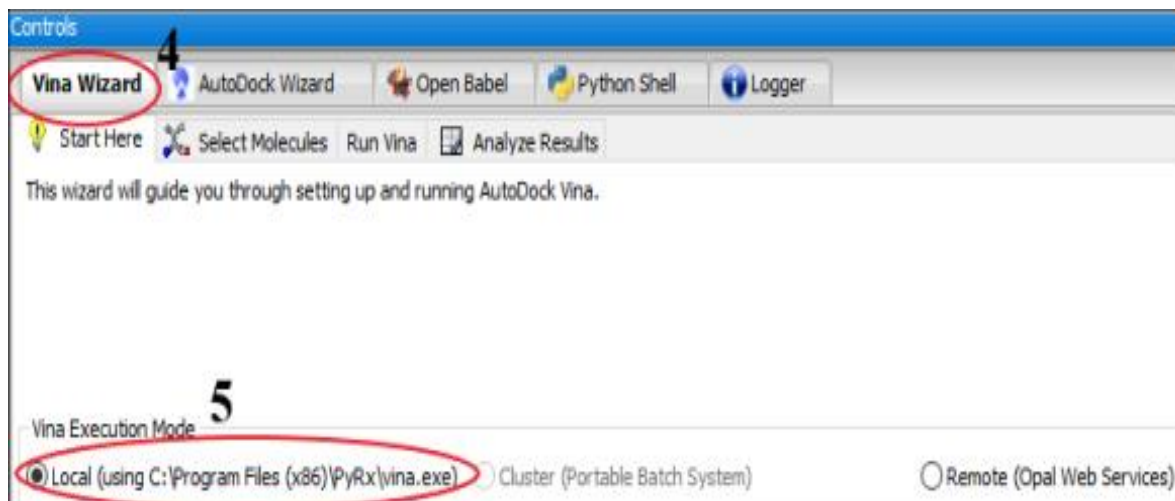 Controls
4
Vina Wizard AutoDock Wizard Open Babel Python Shell Logger
Start Here Select Molecules Run Vina Analyze Results
This wizard will guide you through setting up and running AutoDock Vina.
5
Vina Execution Mode
Local (using C:\Program Files (x86)\PyRx\vina.exe) Cluster (Portable Batch System) Remote (Opal Web Services)